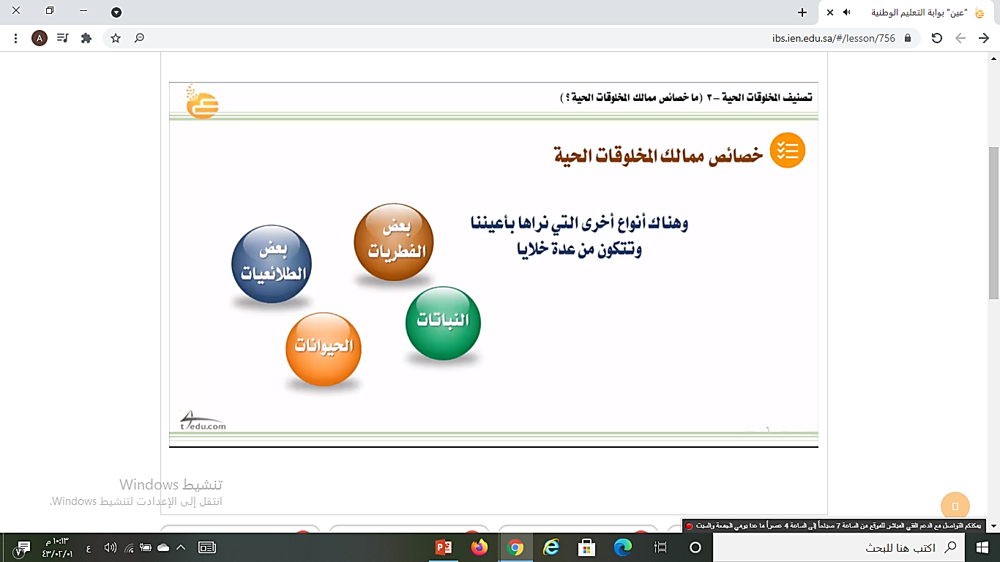 "عين" بوابة التعليم الوطنية
ibs.ien.edu.sa/#/lesson/756
A
تصنيف المخلوقات الحية -٢ (ما خصائص ممالك المخلوقات الحية ؟)
خصائص ممالك المخلوقات الحية
وهناك أنواع أخرى التي نراها بأعيننا
وتتكون من عدة خلايا
بعض
الفطريات
بعض
الطلائعيات
النباتات
الحيوانات
t4edu.com
٦
تنشيط Windows
انتقل إلى الإعدادت لتنشيط Windows.
يمكنكم التواصل مع الدعم الفني المباشر للموقع من الساعة 7 صباحاً إلى الساعة 4 عصراً ما عدا يومي الجمعة والسبت
اكتب هنا للبحث
ع
١٠:١٣ م
٤٣/٠٢/٠١